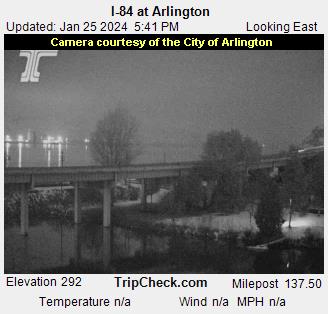 I-84 at Arlington
Updated: Jan 25 2024 5:41 PM Looking East
Camera courtesy of the City of Arlington
Elevation 292 TripCheck.com Milepost 137.50
Temperature n/a Wind n/a MPH n/a